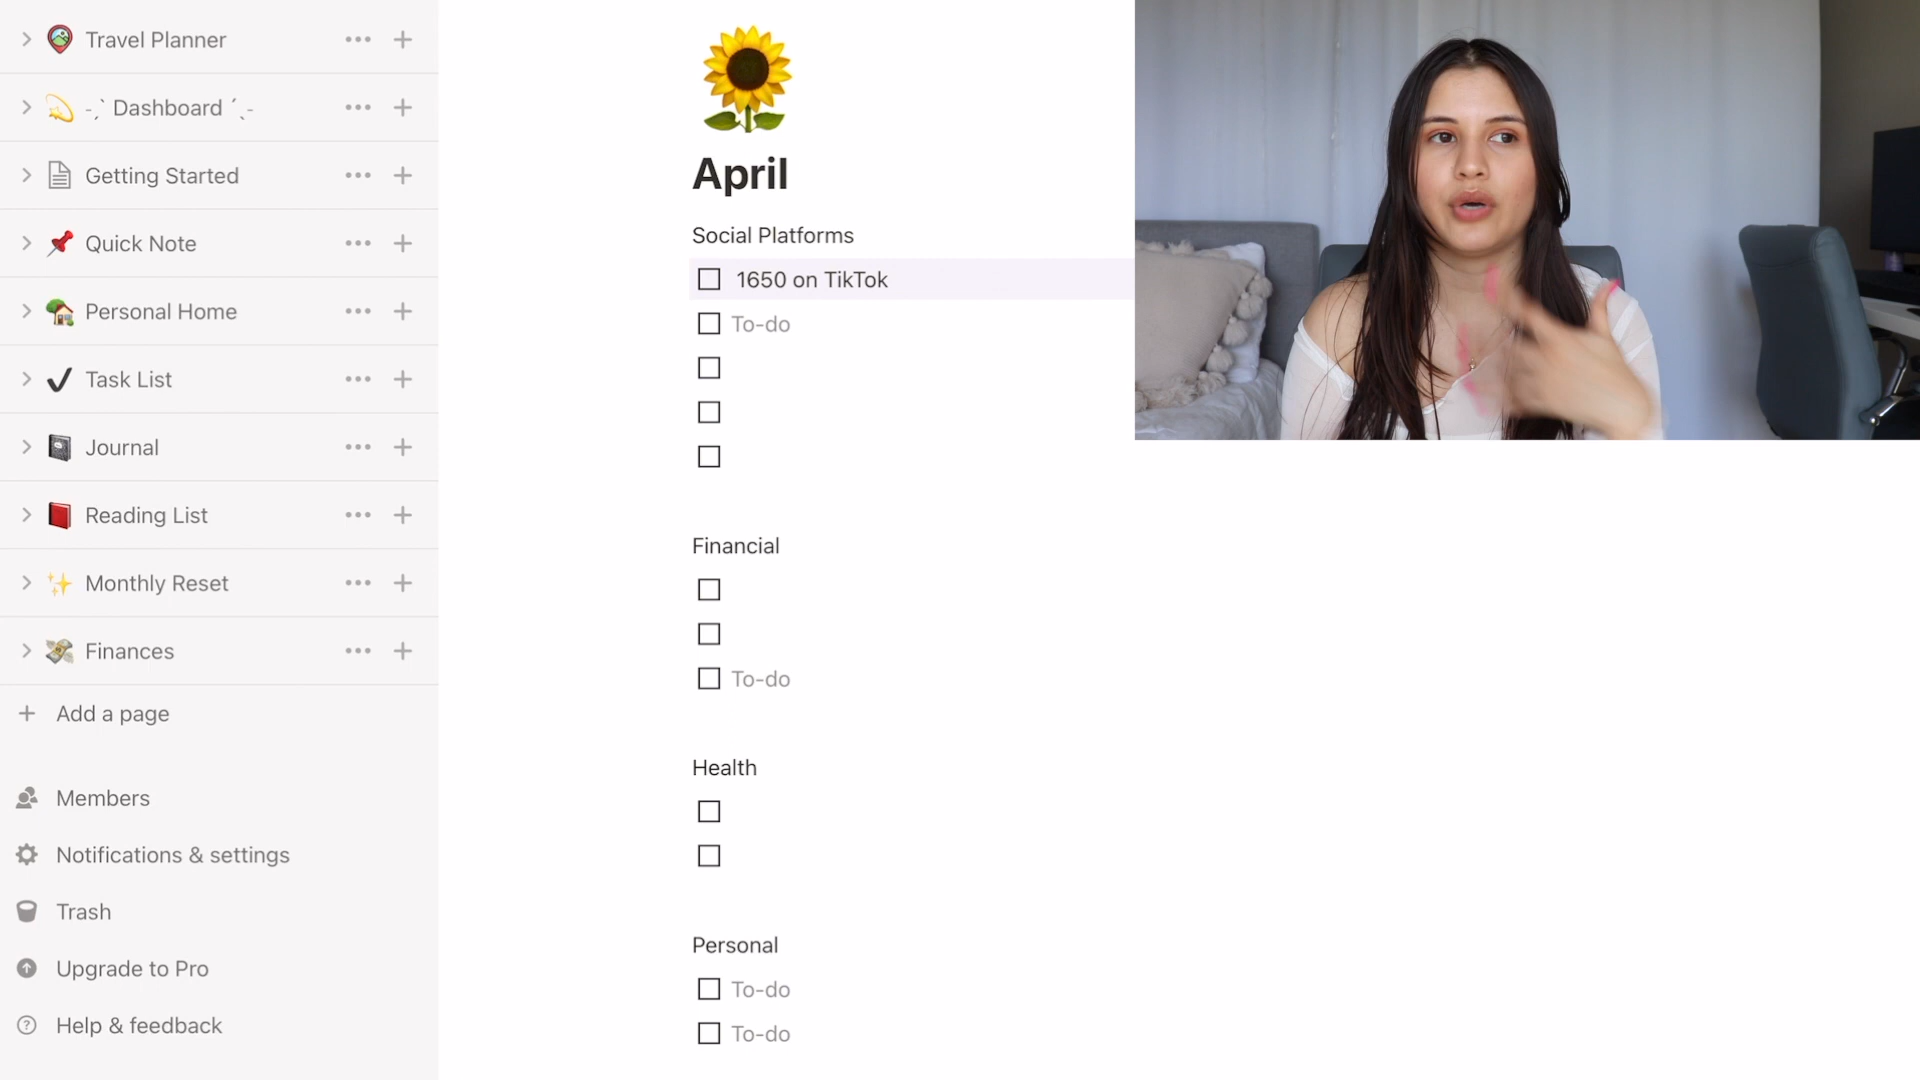 Travel Planner
-ˏˋ Dashboard ˊˎ-
Getting Started
Quick Note
Personal Home
Task List
Journal
Reading List
Monthly Reset
Finances
Add a page
Members
Notifications & settings
Trash
Upgrade to Pro
Help & feedback
April
Social Platforms
1650 on TikTok
To-do
Financial
To-do
Health
Personal
To-do
To-do